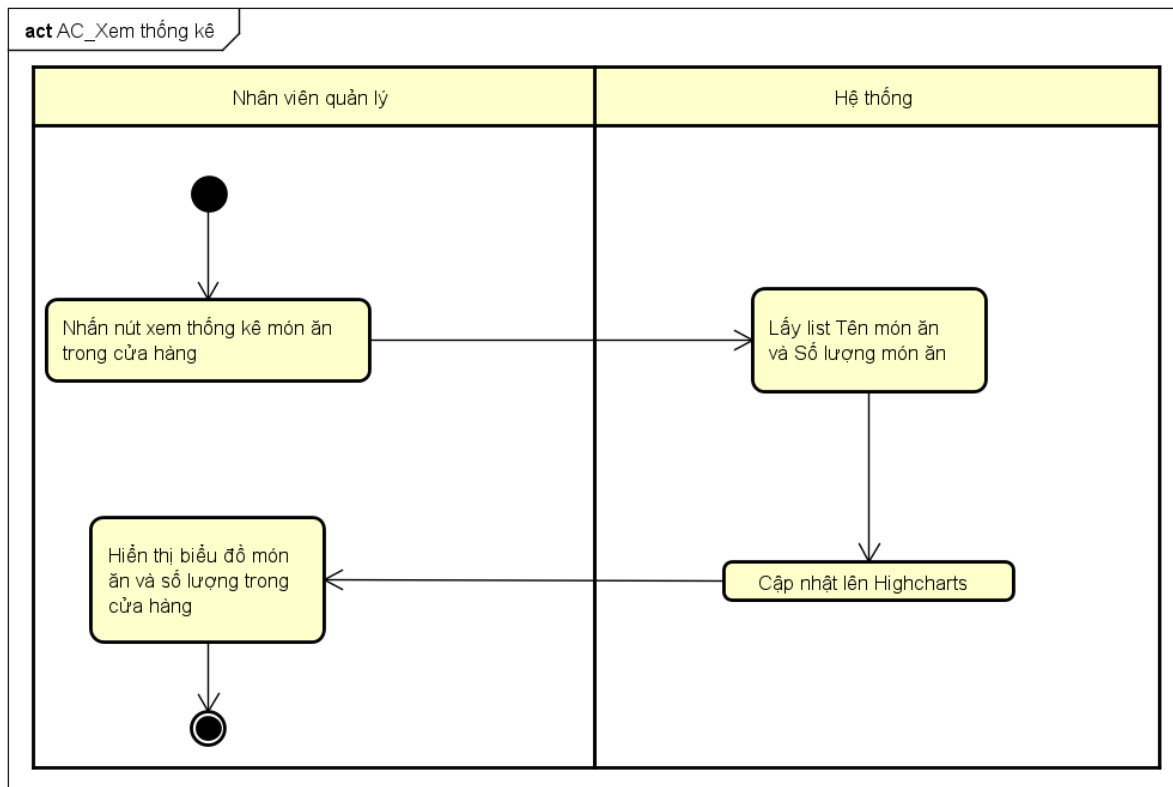 act AC_Xem thống kê
Nhân viên quản lý
Hệ thống
Nhấn nút xem thống kê món ăn
trong cửa hàng
Lấy list Tên món ăn
và Số lượng món ăn
Hiển thị biểu đồ món
ăn và số lượng trong
cửa hàng
Cập nhật lên Highcharts